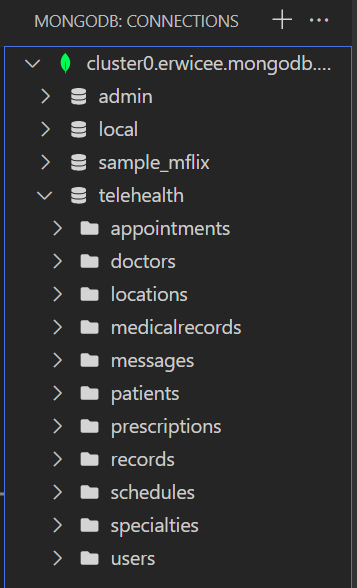 MONGODB: CONNECTIONS
cluster0.erwicee.mongodb....
admin
local
sample_mflix
telehealth
appointments
doctors
locations
medicalrecords
messages
patients
prescriptions
records
schedules
specialties
users